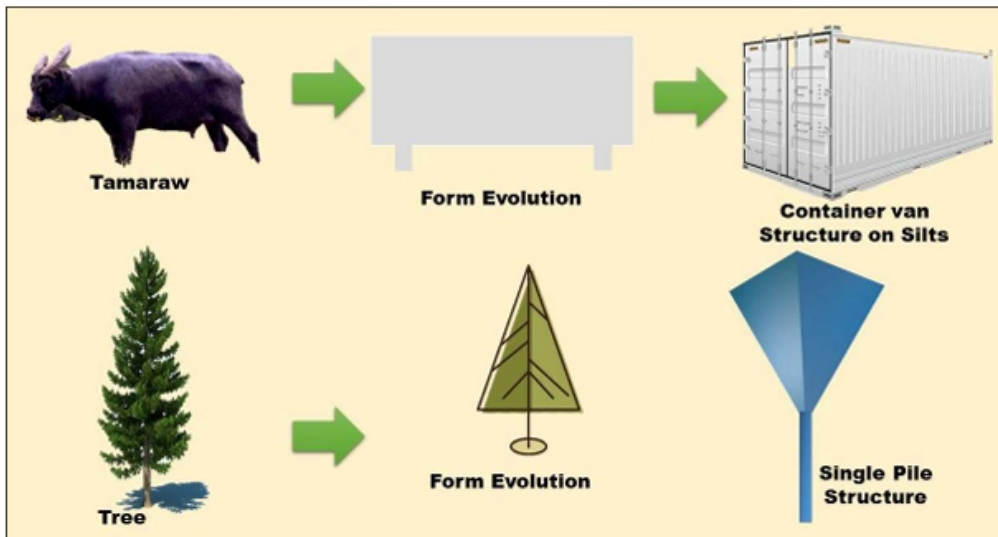 Tamaraw
Form Evolution
Container van
Structure on Silts
Tree
Form Evolution
Single Pile
Structure